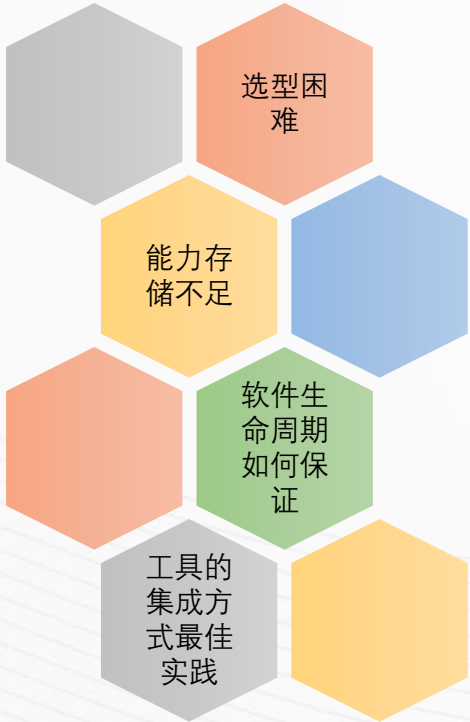 选型困
难
能力存
储不足
软件生
命周期
如何保
证
工具的
集成方
式最佳
实践